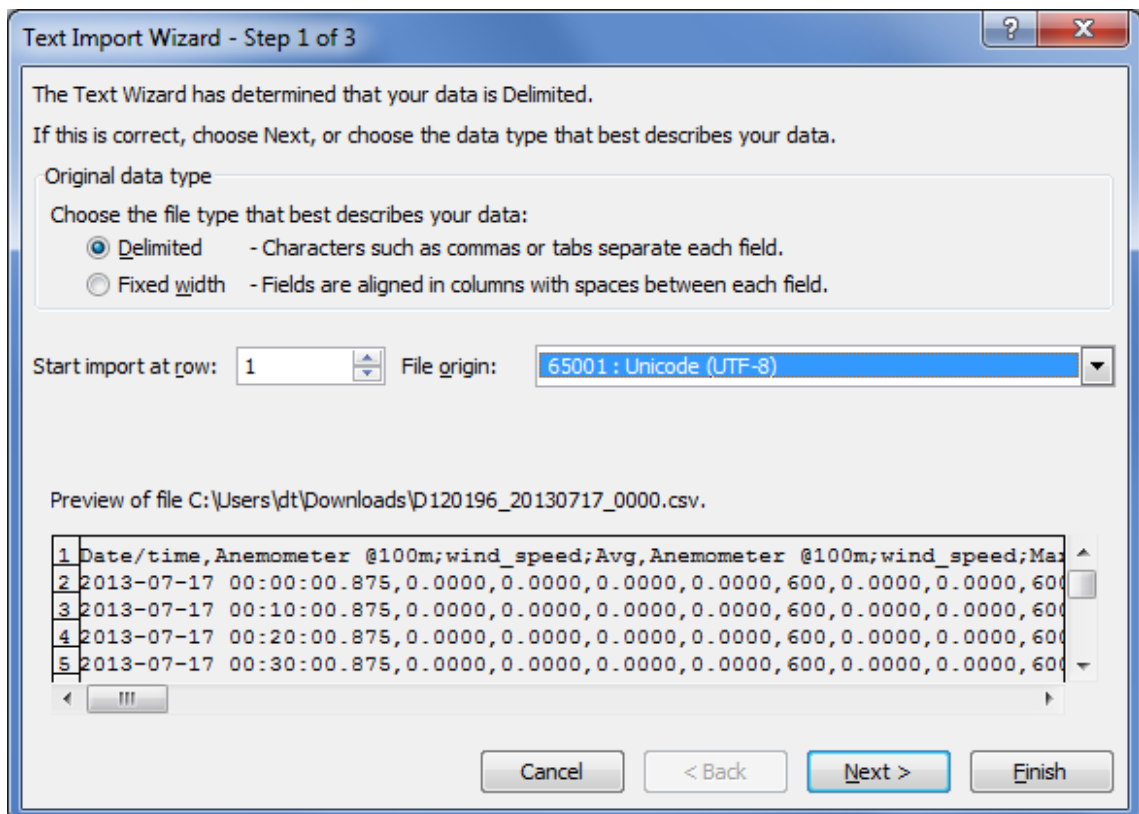 Text Import Wizard - Step 1 of 3
The Text Wizard has determined that your data is Delimited.
If this is correct, choose Next, or choose the data type that best describes your data.
Original data type
Choose the file type that best describes your data:
Delimited - Characters such as commas or tabs separate each field.
Fixed width - Fields are aligned in columns with spaces between each field.
Start import at row: 1 File origin: 65001 : Unicode (UTF-8)
Preview of file C:\Users\dt\Downloads\D120196_20130717_0000.csv.
1 Date/time,Anemometer @100m;wind_speed;Avg,Anemometer @100m;wind_speed;Max
2 2013-07-17 00:00:00.875,0.0000,0.0000,0.0000,0.0000,600,0.0000,0.0000,600
3 2013-07-17 00:10:00.875,0.0000,0.0000,0.0000,0.0000,600,0.0000,0.0000,600
4 2013-07-17 00:20:00.875,0.0000,0.0000,0.0000,0.0000,600,0.0000,0.0000,600
5 2013-07-17 00:30:00.875,0.0000,0.0000,0.0000,0.0000,600,0.0000,0.0000,600
Cancel < Back Next > Finish